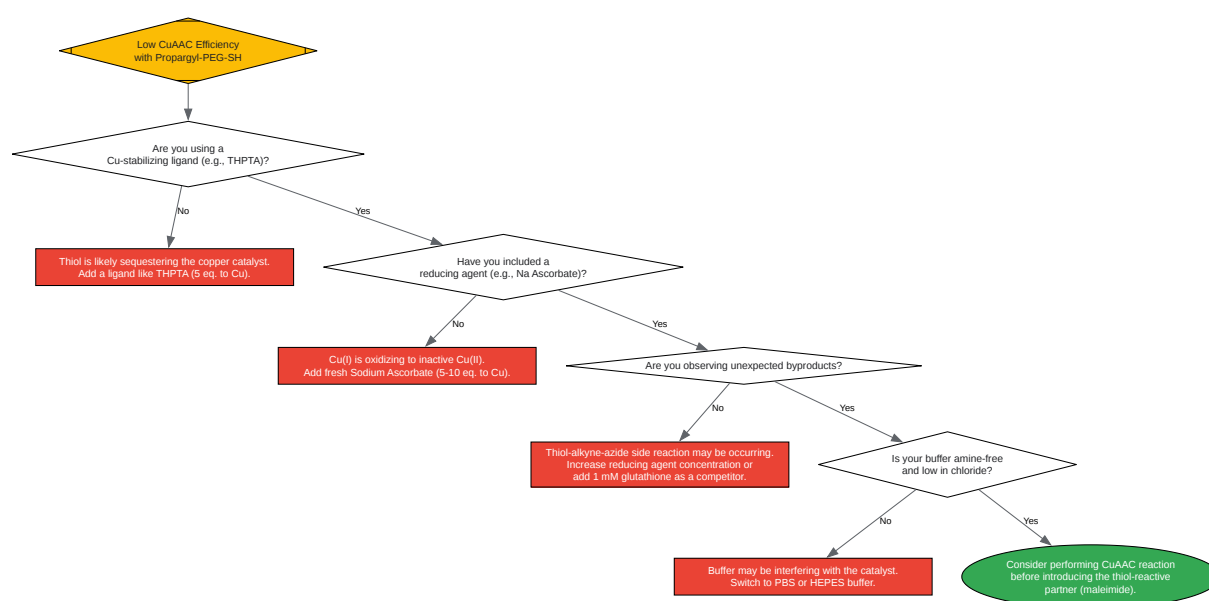 Low CuAAC Efficiency
with Propargyl-PEG-SH
Are you using a
Cu-stabilizing ligand (e.g., THPTA)?
No
Yes
Thiol is likely sequestering the copper catalyst.
Add a ligand like THPTA (5 eq. to Cu).
Have you included a
reducing agent (e.g., Na Ascorbate)?
No
Yes
Cu(I) is oxidizing to inactive Cu(II).
Add fresh Sodium Ascorbate (5-10 eq. to Cu).
Are you observing unexpected byproducts?
No
Yes
Thiol-alkyne-azide side reaction may be occurring.
Increase reducing agent concentration or
add 1 mM glutathione as a competitor.
Is your buffer amine-free
and low in chloride?
No
Yes
Buffer may be interfering with the catalyst.
Switch to PBS or HEPES buffer.
Consider performing CuAAC reaction
before introducing the thiol-reactive
partner (maleimide).